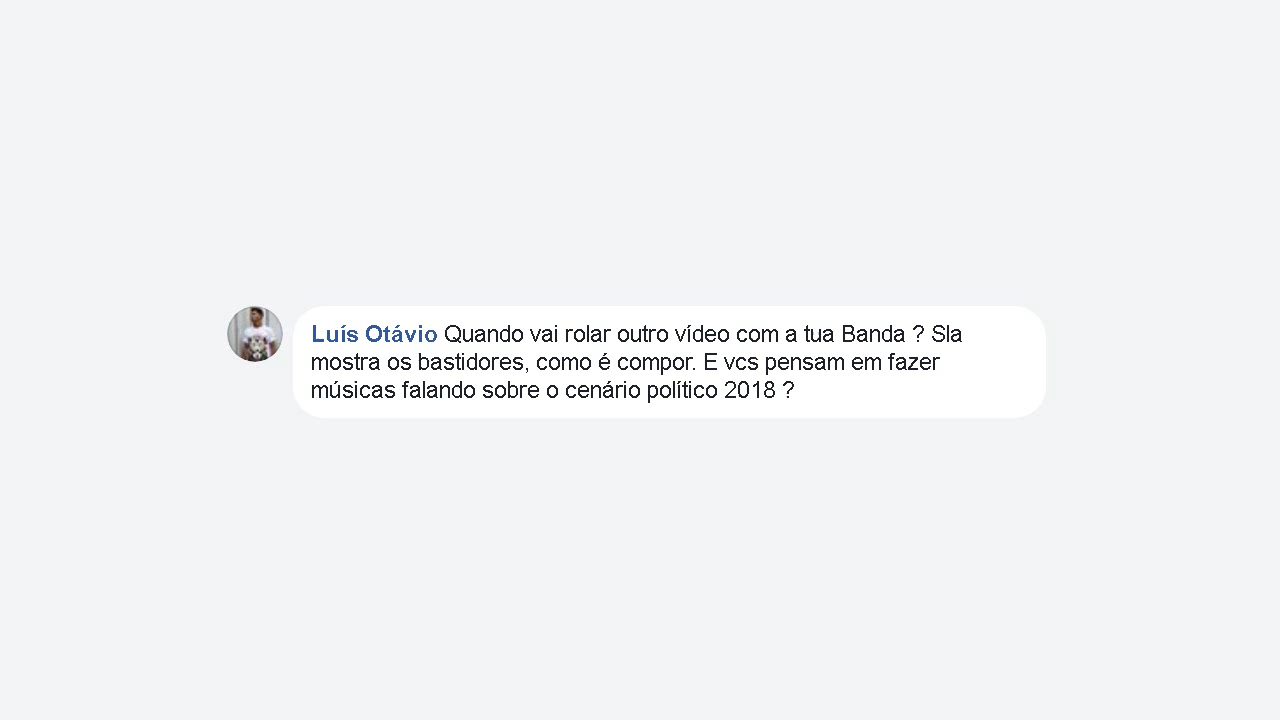 Luís Otávio Quando vai rolar outro vídeo com a tua Banda ? Sla
mostra os bastidores, como é compor. E vcs pensam em fazer
músicas falando sobre o cenário político 2018 ?